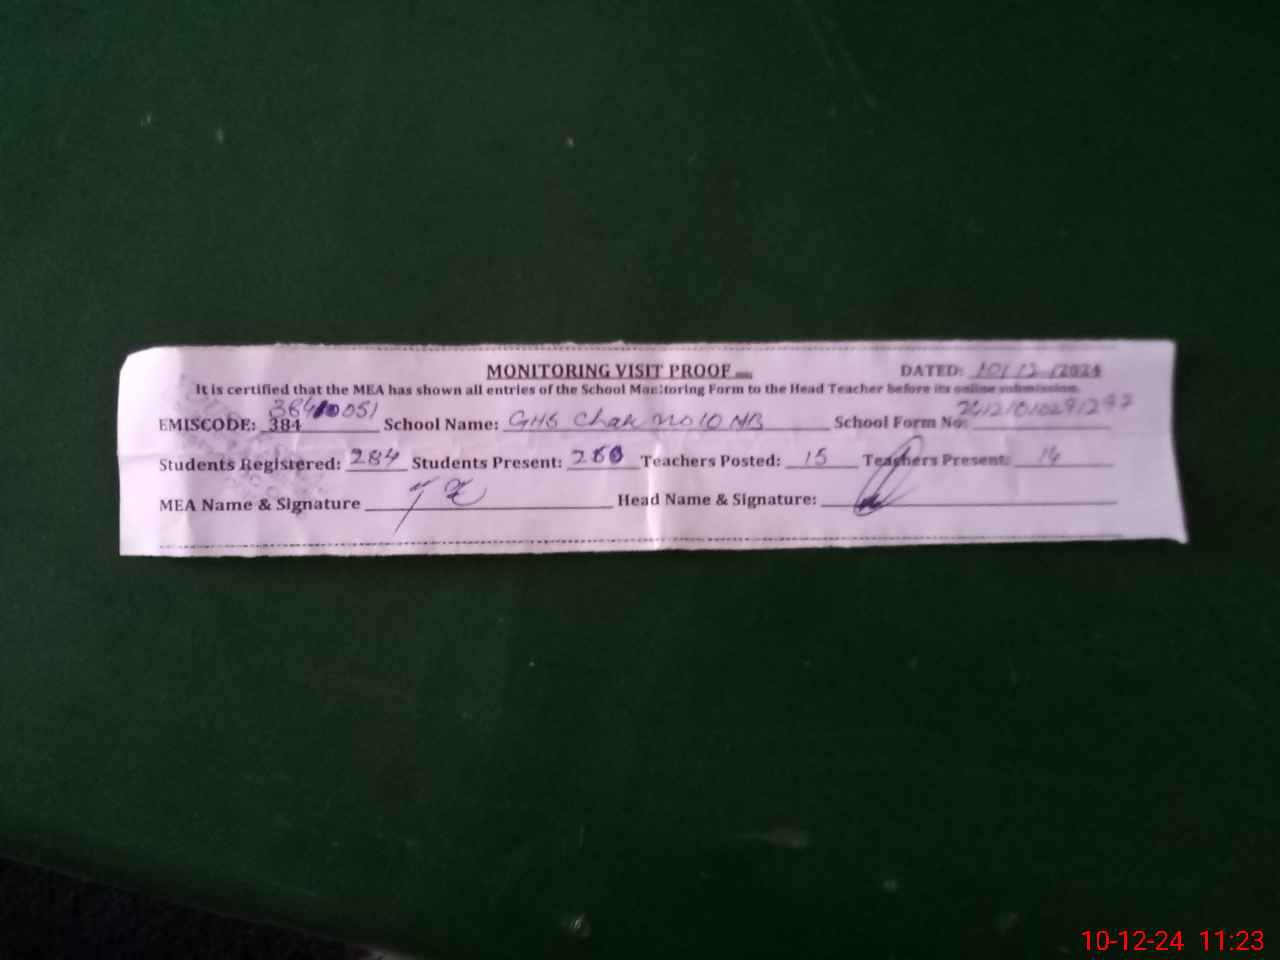 MONITORING VISIT PROOF DATED: 10/12/2024
It is certified that the MEA has shown all entries of the School Monitoring Form to the Head Teacher before its online submission.
38410051
EMISCODE: 384 School Name: GHS Chak No 10 NB School Form No:
Students Registered: 284 Students Present: 260 Teachers Posted: 15 Teachers Present: 14
MEA Name & Signature Head Name & Signature:
10-12-24 11:23